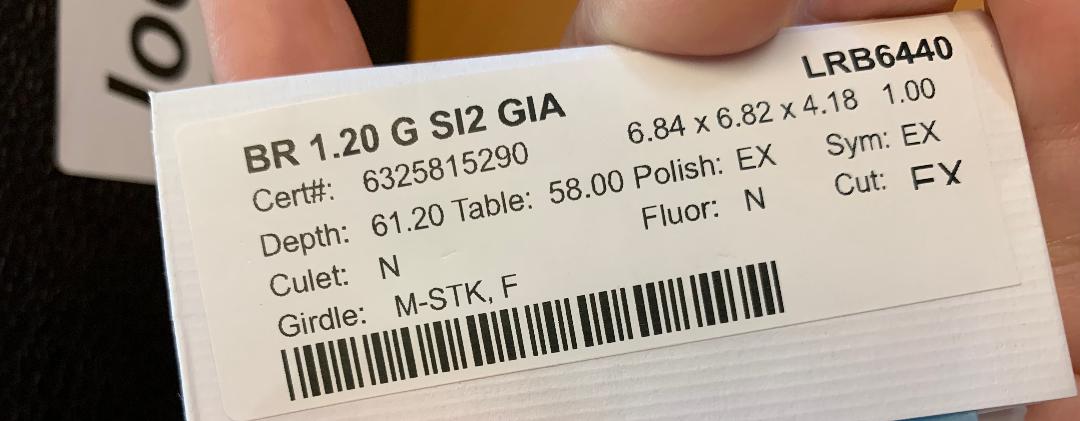 LRB6440
BR 1.20 G SI2 GIA
6.84 x 6.82 x 4.18 1.00
Cert#: 6325815290
Depth: 61.20 Table: 58.00 Polish: EX Sym: EX
Culet: N Fluor: N Cut: EX
Girdle: M-STK, F